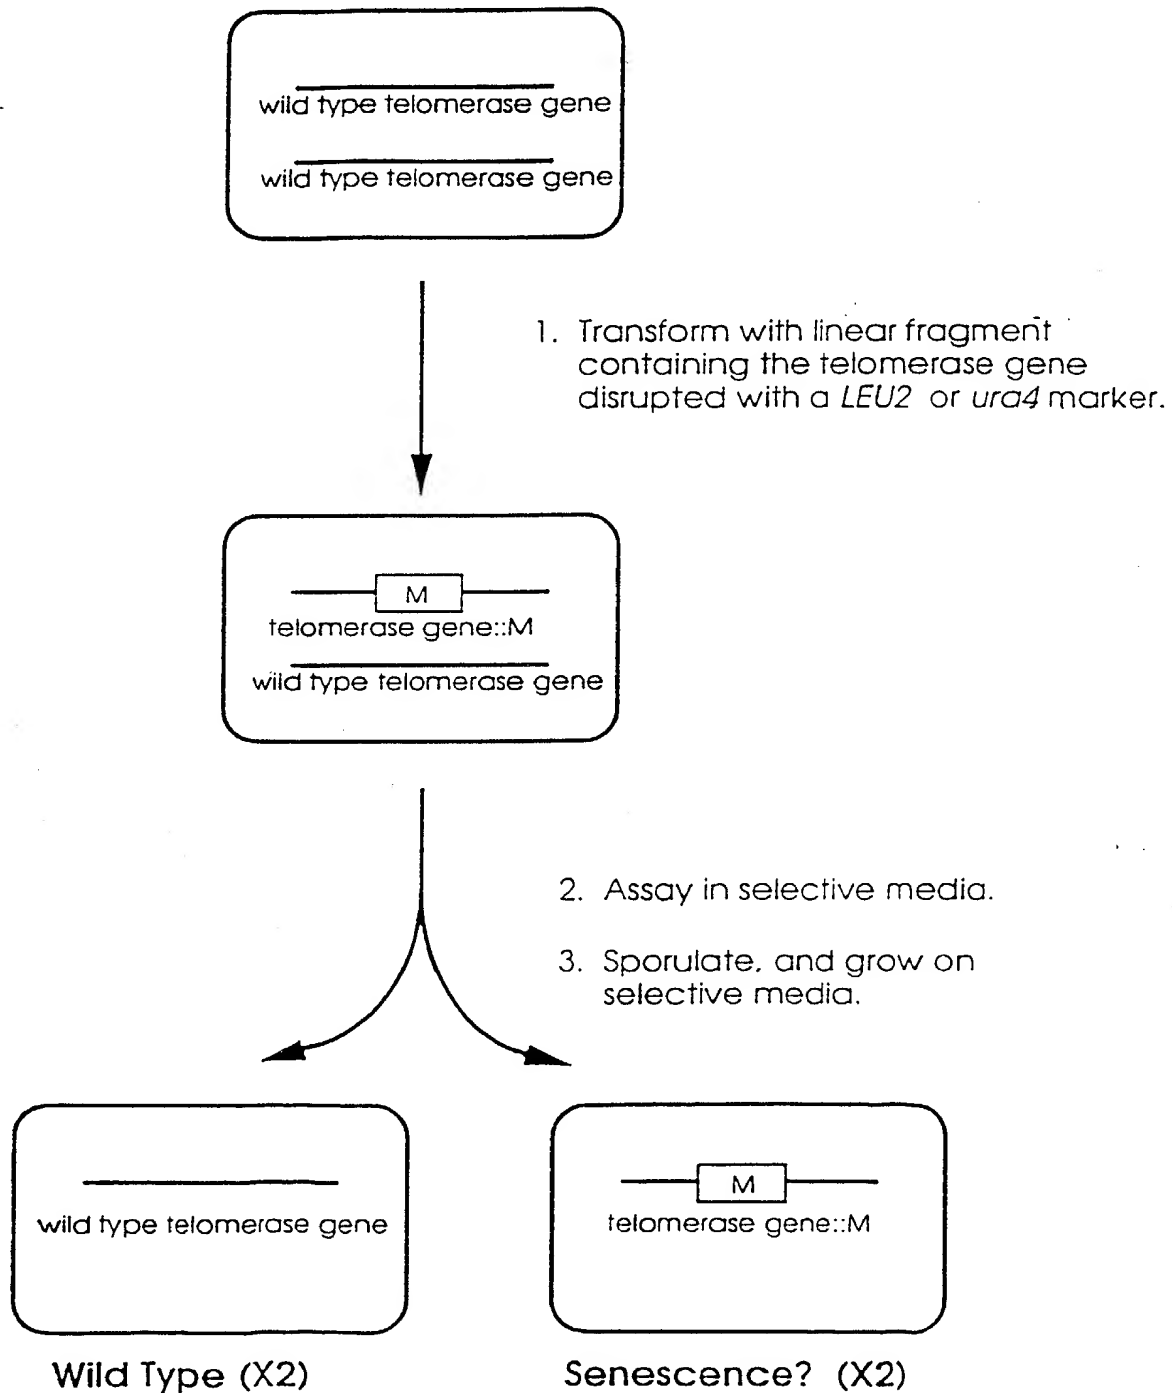 wild type telomerase gene
wild type telomerase gene
1. Transform with linear fragment
containing the telomerase gene
disrupted with a LEU2 or ura4 marker.
M
telomerase gene::M
wild type telomerase gene
2. Assay in selective media.
3. Sporulate, and grow on
selective media.
wild type telomerase gene
M
telomerase gene::M
Wild Type (X2)
Senescence? (X2)